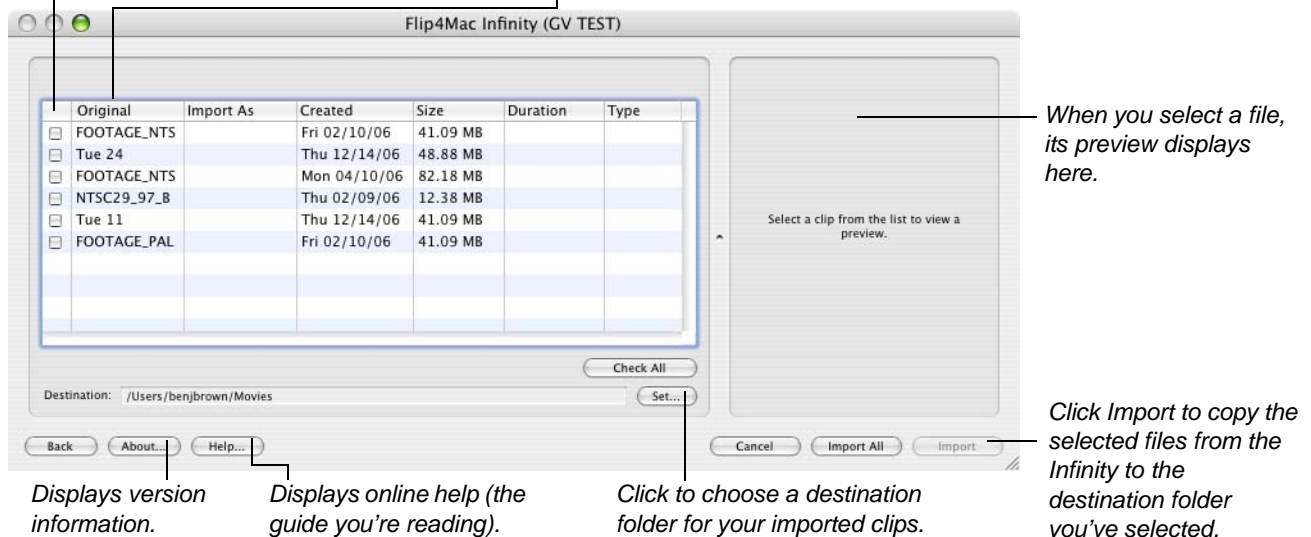 Flip4Mac Infinity (GV TEST)
Original Import As Created Size Duration Type
FOOTAGE_NTS Fri 02/10/06 41.09 MB
Tue 24 Thu 12/14/06 48.88 MB
FOOTAGE_NTS Mon 04/10/06 82.18 MB
NTSC29_97_B Thu 02/09/06 12.38 MB
Tue 11 Thu 12/14/06 41.09 MB
FOOTAGE_PAL Fri 02/10/06 41.09 MB
Check All
Destination: /Users/benjbrown/Movies
Set...
Select a clip from the list to view a
preview.
Back About... Help... Cancel Import All Import
When you select a file,
its preview displays
here.
Click Import to copy the
selected files from the
Infinity to the
destination folder
you've selected.
Displays version
information.
Displays online help (the
guide you're reading).
Click to choose a destination
folder for your imported clips.